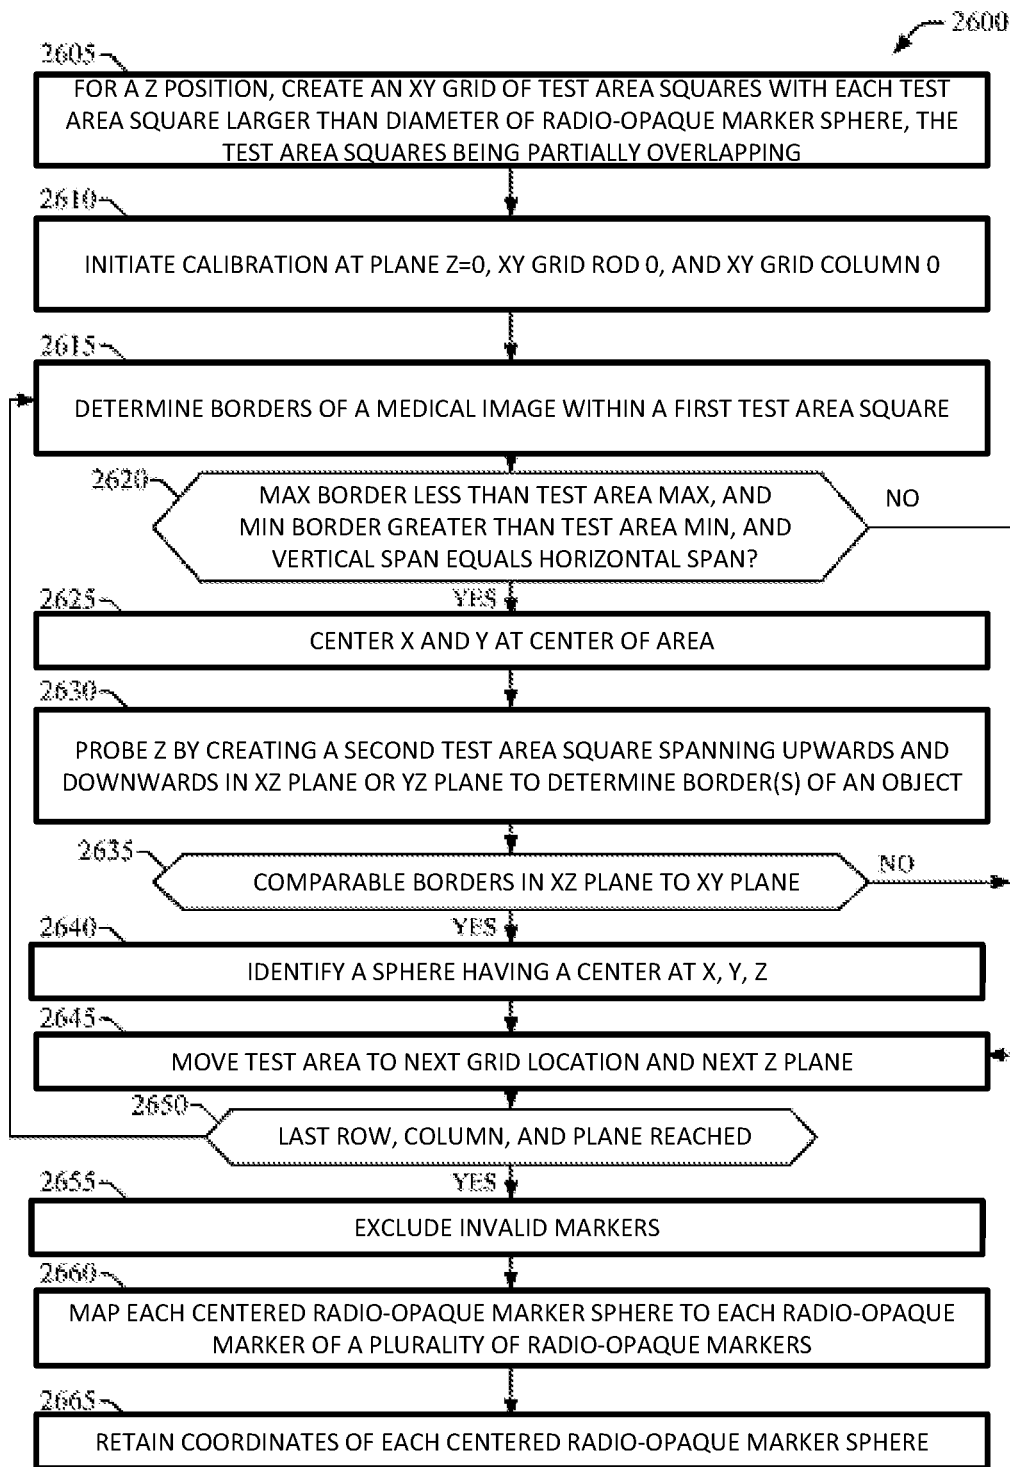 2600
2605
FOR A Z POSITION, CREATE AN XY GRID OF TEST AREA SQUARES WITH EACH TEST
AREA SQUARE LARGER THAN DIAMETER OF RADIO-OPAQUE MARKER SPHERE, THE
TEST AREA SQUARES BEING PARTIALLY OVERLAPPING
2610
INITIATE CALIBRATION AT PLANE Z=0, XY GRID ROD 0, AND XY GRID COLUMN 0
2615
DETERMINE BORDERS OF A MEDICAL IMAGE WITHIN A FIRST TEST AREA SQUARE
2620
MAX BORDER LESS THAN TEST AREA MAX, AND
MIN BORDER GREATER THAN TEST AREA MIN, AND
VERTICAL SPAN EQUALS HORIZONTAL SPAN?
NO
YES
2625
CENTER X AND Y AT CENTER OF AREA
2630
PROBE Z BY CREATING A SECOND TEST AREA SQUARE SPANNING UPWARDS AND
DOWNWARDS IN XZ PLANE OR YZ PLANE TO DETERMINE BORDER(S) OF AN OBJECT
2635
COMPARABLE BORDERS IN XZ PLANE TO XY PLANE
NO
YES
2640
IDENTIFY A SPHERE HAVING A CENTER AT X, Y, Z
2645
MOVE TEST AREA TO NEXT GRID LOCATION AND NEXT Z PLANE
2650
LAST ROW, COLUMN, AND PLANE REACHED
YES
2655
EXCLUDE INVALID MARKERS
2660
MAP EACH CENTERED RADIO-OPAQUE MARKER SPHERE TO EACH RADIO-OPAQUE
MARKER OF A PLURALITY OF RADIO-OPAQUE MARKERS
2665
RETAIN COORDINATES OF EACH CENTERED RADIO-OPAQUE MARKER SPHERE